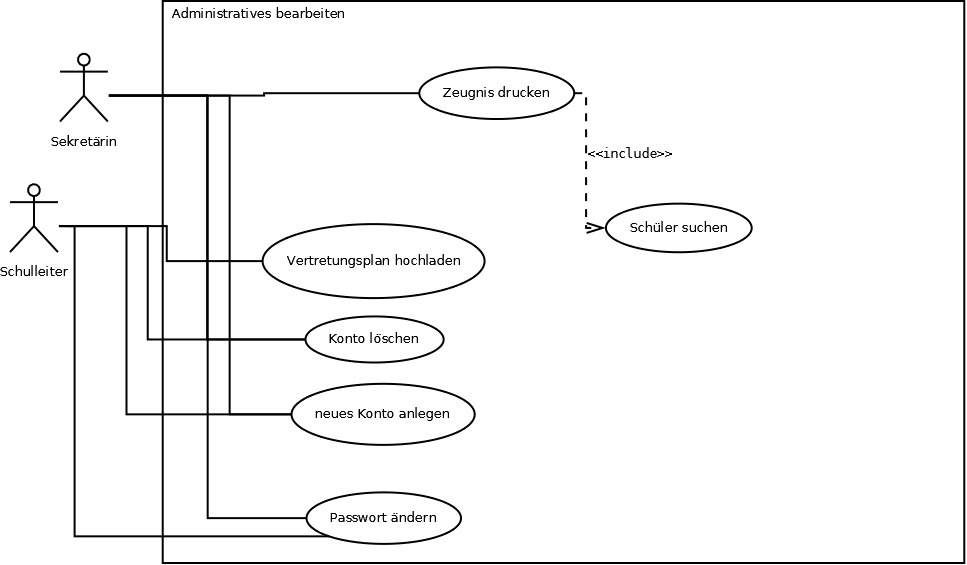 Administratives bearbeiten
Zeugnis drucken
Sekretärin
<<include>>
Schüler suchen
Schulleiter
Vertretungsplan hochladen
Konto löschen
neues Konto anlegen
Passwort ändern